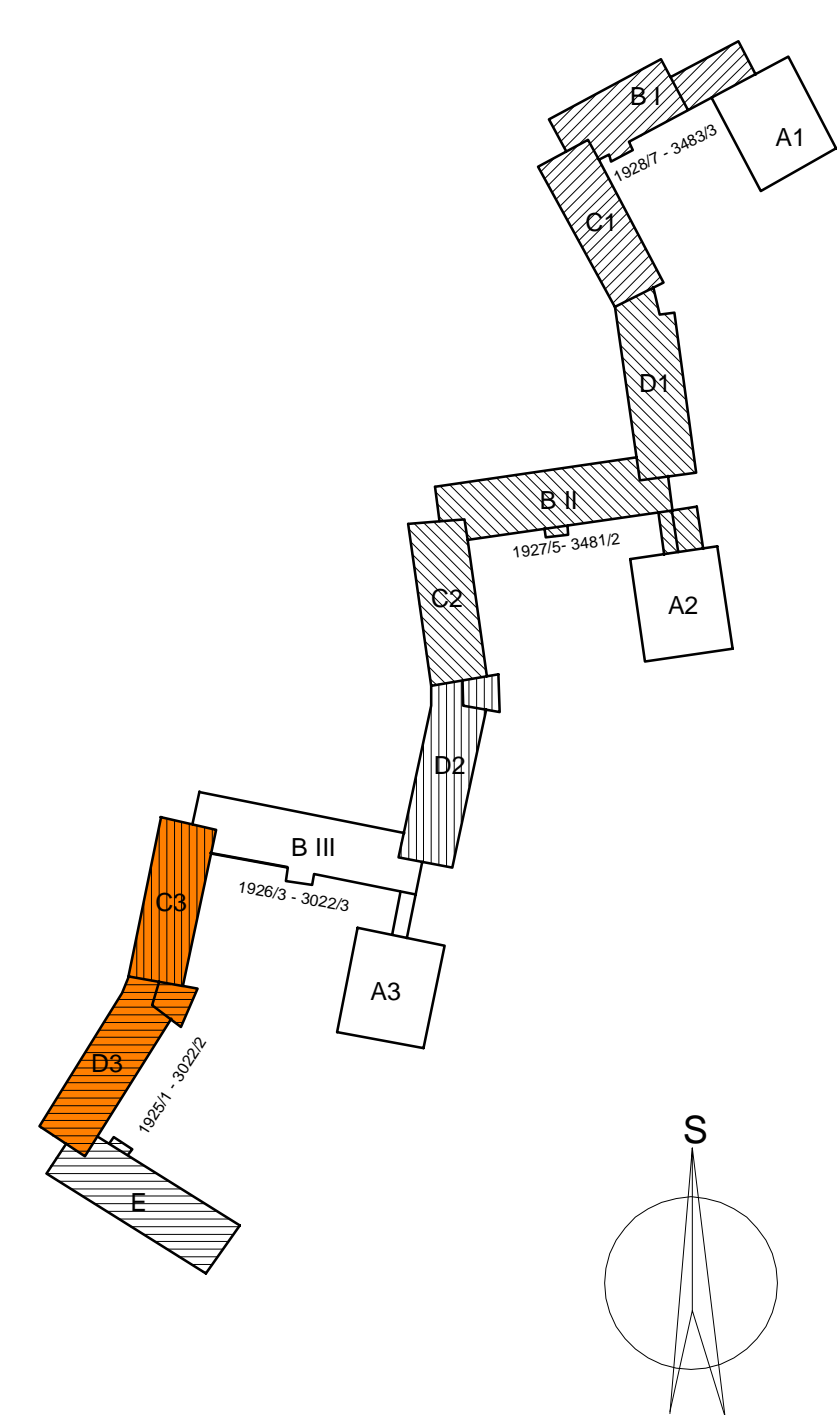 B I
A1
1928/7 - 3483/3
C1
D1
B II
1927/5- 3481/2
C2
A2
D2
B III
1926/3 - 3022/3
C3
A3
D3
1925/1 - 3022/2
E
S